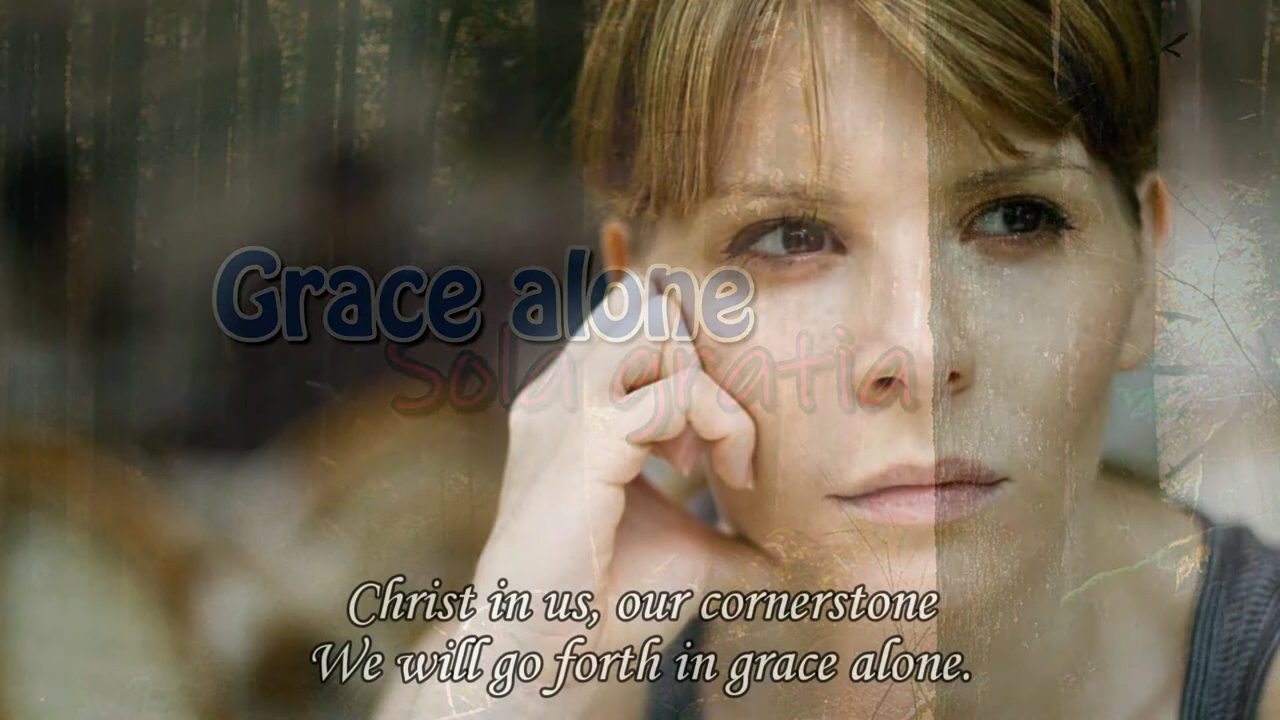 Grace alone
Sola gratia
Christ in us, our cornerstone
We will go forth in grace alone.